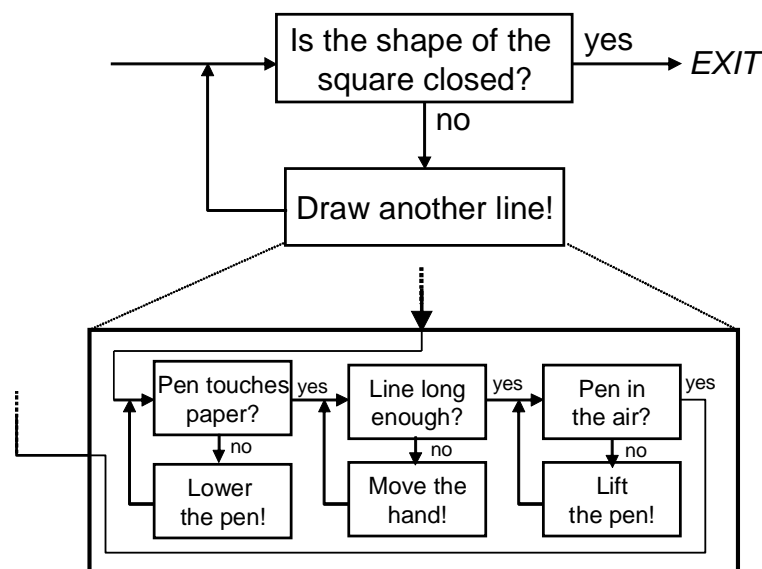 Is the shape of the
square closed?
yes
EXIT
no
Draw another line!
Pen touches
paper?
yes
no
Lower
the pen!
Line long
enough?
yes
no
Move the
hand!
Pen in
the air?
yes
no
Lift
the pen!